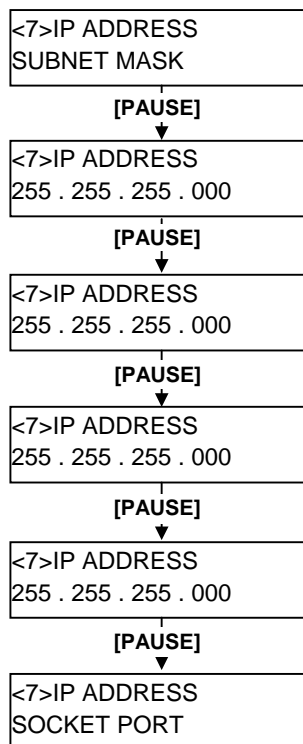 <7>IP ADDRESS
SUBNET MASK
[PAUSE]
<7>IP ADDRESS
255 . 255 . 255 . 000
[PAUSE]
<7>IP ADDRESS
255 . 255 . 255 . 000
[PAUSE]
<7>IP ADDRESS
255 . 255 . 255 . 000
[PAUSE]
<7>IP ADDRESS
255 . 255 . 255 . 000
[PAUSE]
<7>IP ADDRESS
SOCKET PORT